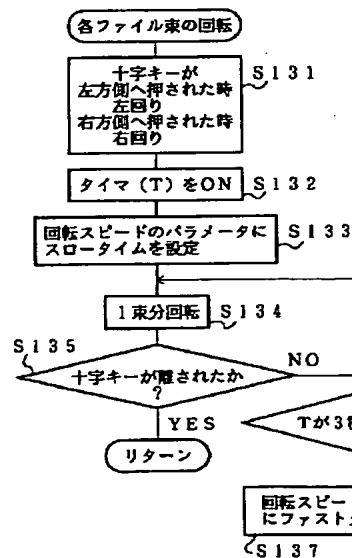 各ファイル束の回転
十字キーが
左方側へ押された時
左回り
右方側へ押された時
右回り
S131
タイマ(T)をON
S132
回転スピードのパラメータに
スロータイムを設定
S133
1束分回転
S134
S135
十字キーが離されたか
?
NO
YES
Tが3
リターン
回転スピー
にファスト
S137